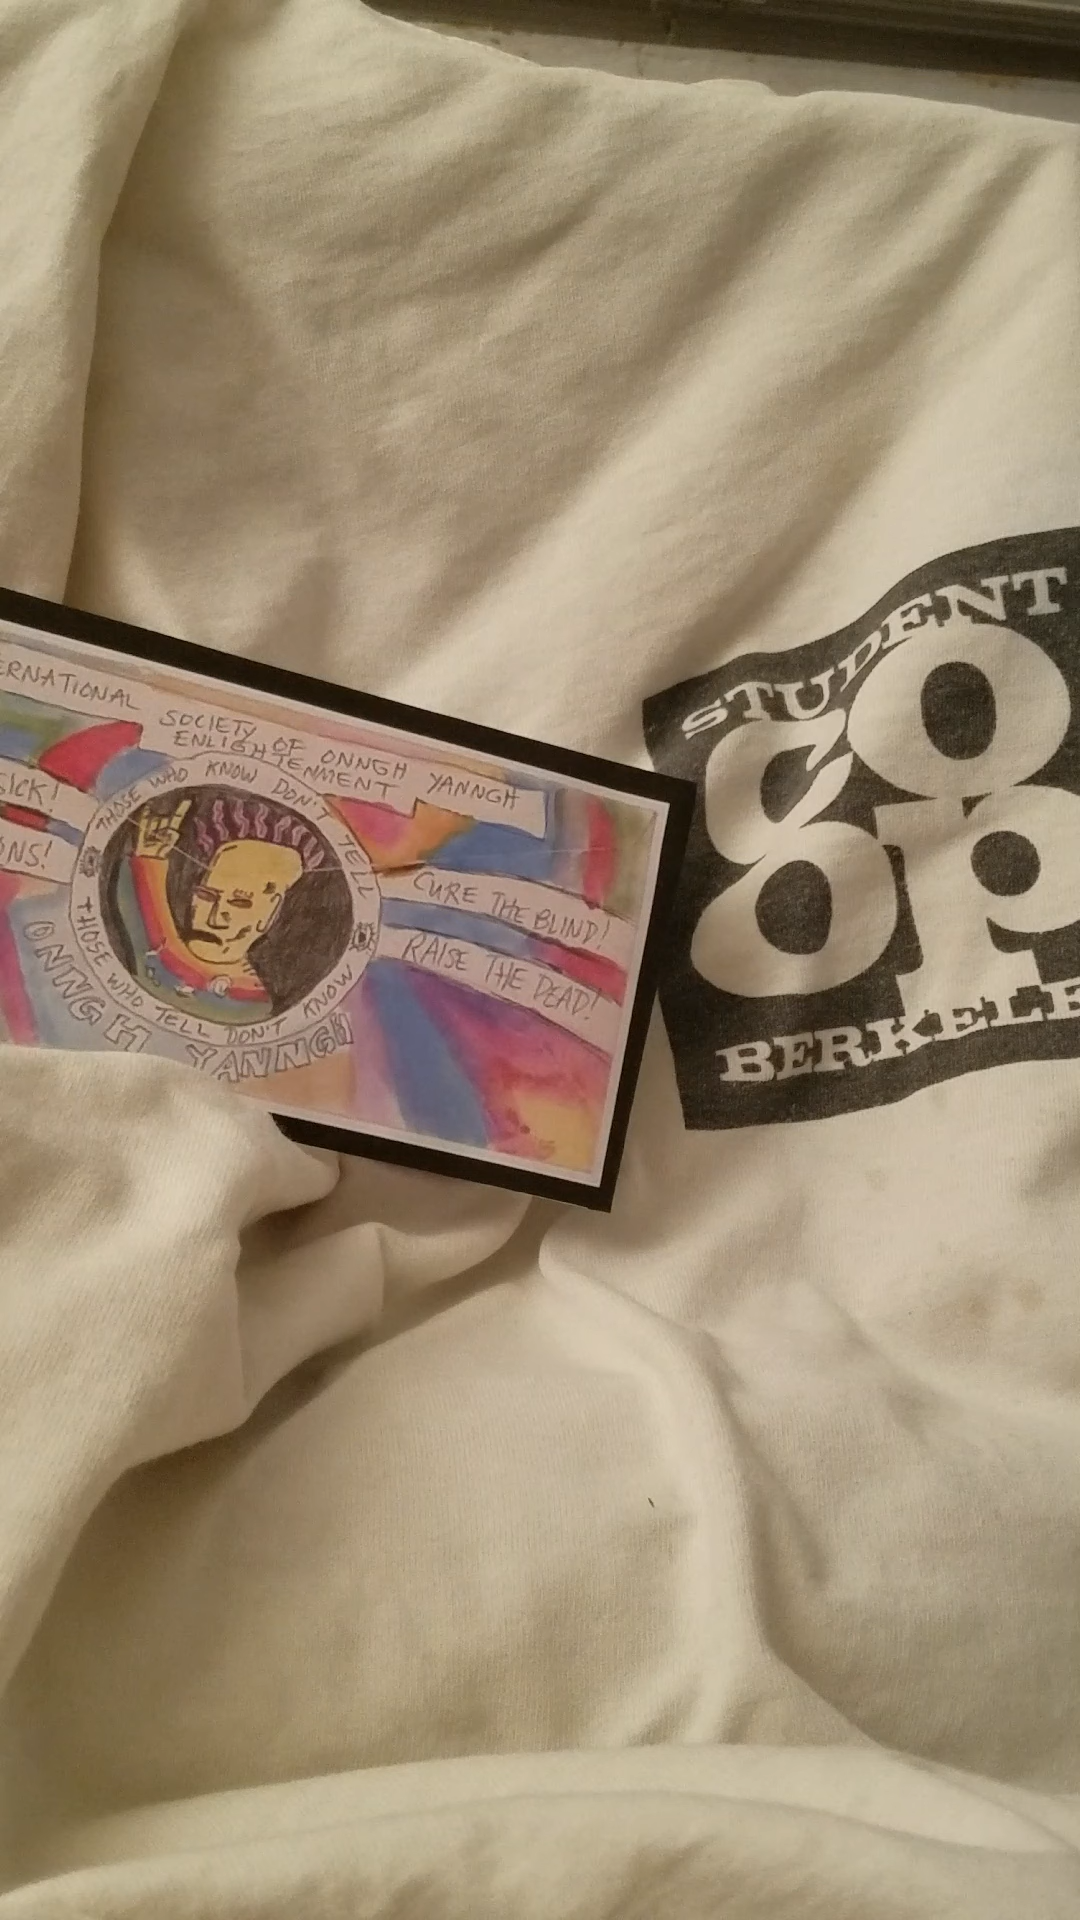 ERNATIONAL
SOCIETY OF ONNGH YANNGH
ENLIGHTENMENT
SICK!
ONS!
THOSE WHO KNOW DON'T TELL
THOSE WHO TELL DON'T KNOW
CURE THE BLIND!
RAISE THE DEAD!
ONNGH YANNGH
STUDENT
CO
OP
BERKELE